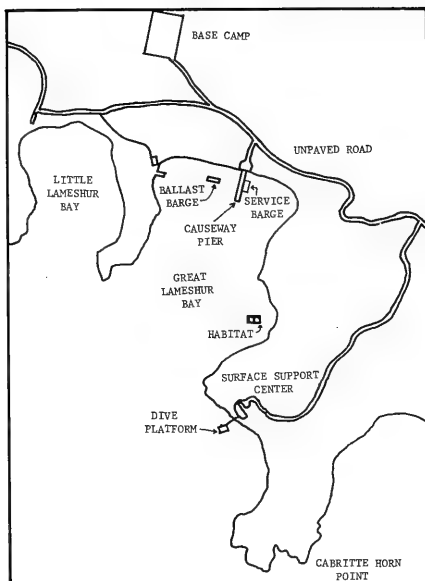 BASE CAMP
UNPAVED ROAD
LITTLE
LAMESHUR
BAY
BALLAST
BARGE
SERVICE
BARGE
CAUSEWAY
PIER
GREAT
LAMESHUR
BAY
HABITAT
SURFACE SUPPORT
CENTER
DIVE
PLATFORM
CABRITTE HORN
POINT